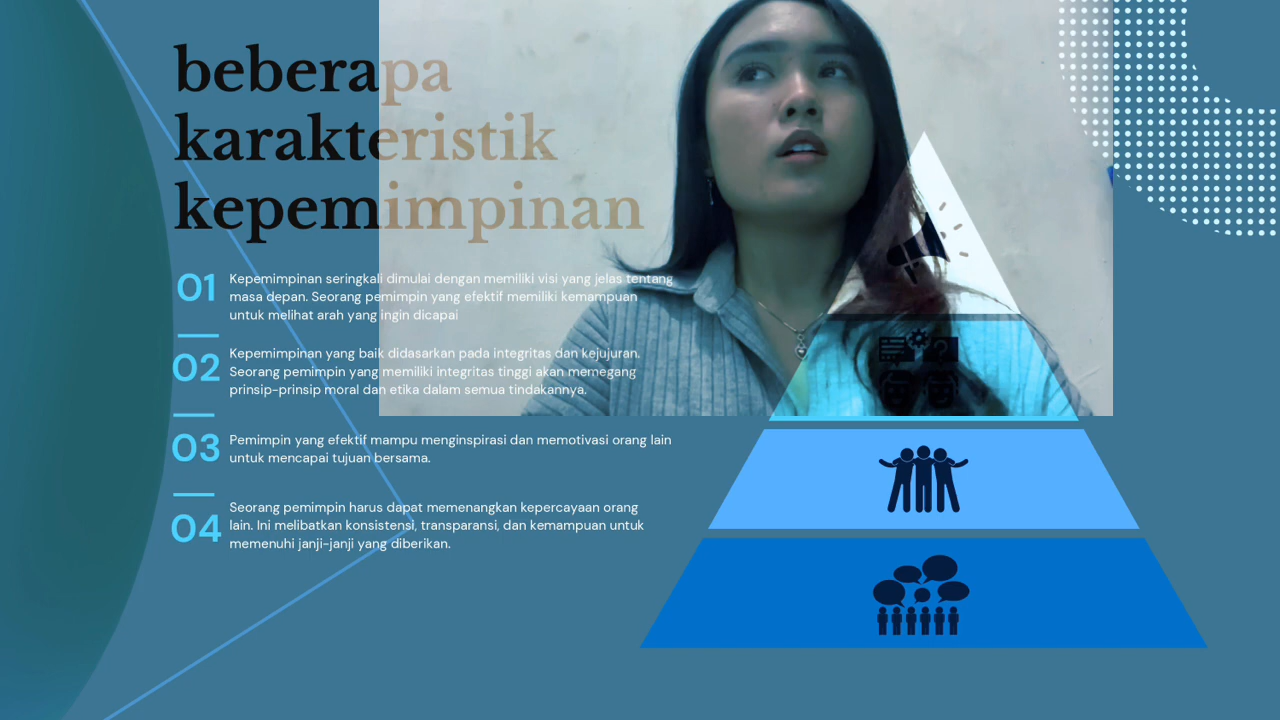 beberapa
karakteristik
kepemimpinan
01
Kepemimpinan seringkali dimulai dengan memiliki visi yang jelas tentang
masa depan. Seorang pemimpin yang efektif memiliki kemampuan
untuk melihat arah yang ingin dicapai
02
Kepemimpinan yang baik didasarkan pada integritas dan kejujuran.
Seorang pemimpin yang memiliki integritas tinggi akan memegang
prinsip-prinsip moral dan etika dalam semua tindakannya.
03
Pemimpin yang efektif mampu menginspirasi dan memotivasi orang lain
untuk mencapai tujuan bersama.
04
Seorang pemimpin harus dapat memenangkan kepercayaan orang
lain. Ini melibatkan konsistensi, transparansi, dan kemampuan untuk
memenuhi janji-janji yang diberikan.